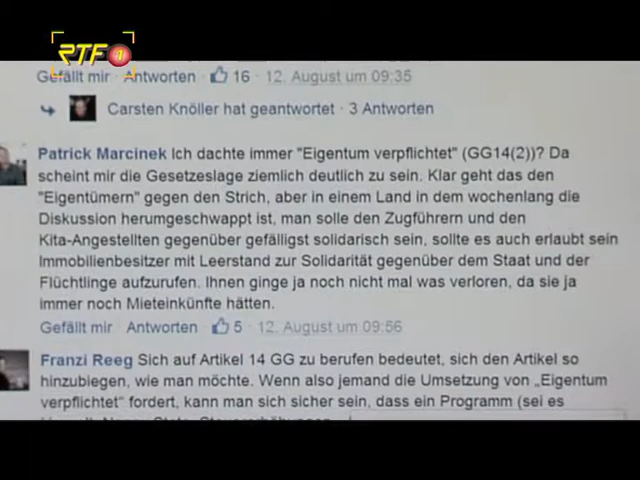 RTF 1
Gefällt mir · Antworten · 16 · 12. August um 09:35
Carsten Knöller hat geantwortet · 3 Antworten
Patrick Marcinek Ich dachte immer "Eigentum verpflichtet" (GG14(2))? Da
scheint mir die Gesetzeslage ziemlich deutlich zu sein. Klar geht das den
"Eigentümern" gegen den Strich, aber in einem Land in dem wochenlang die
Diskussion herumgeschwappt ist, man solle den Zugführern und den
Kita-Angestellten gegenüber gefälligst solidarisch sein, sollte es auch erlaubt sein
Immobilienbesitzer mit Leerstand zur Solidarität gegenüber dem Staat und der
Flüchtlinge aufzurufen. Ihnen ginge ja noch nicht mal was verloren, da sie ja
immer noch Mieteinkünfte hätten.
Gefällt mir · Antworten · 5 · 12. August um 09:56
Franzi Reeg Sich auf Artikel 14 GG zu berufen bedeutet, sich den Artikel so
hinzubiegen, wie man möchte. Wenn also jemand die Umsetzung von „Eigentum
verpflichtet“ fordert, kann man sich sicher sein, dass ein Programm (sei es